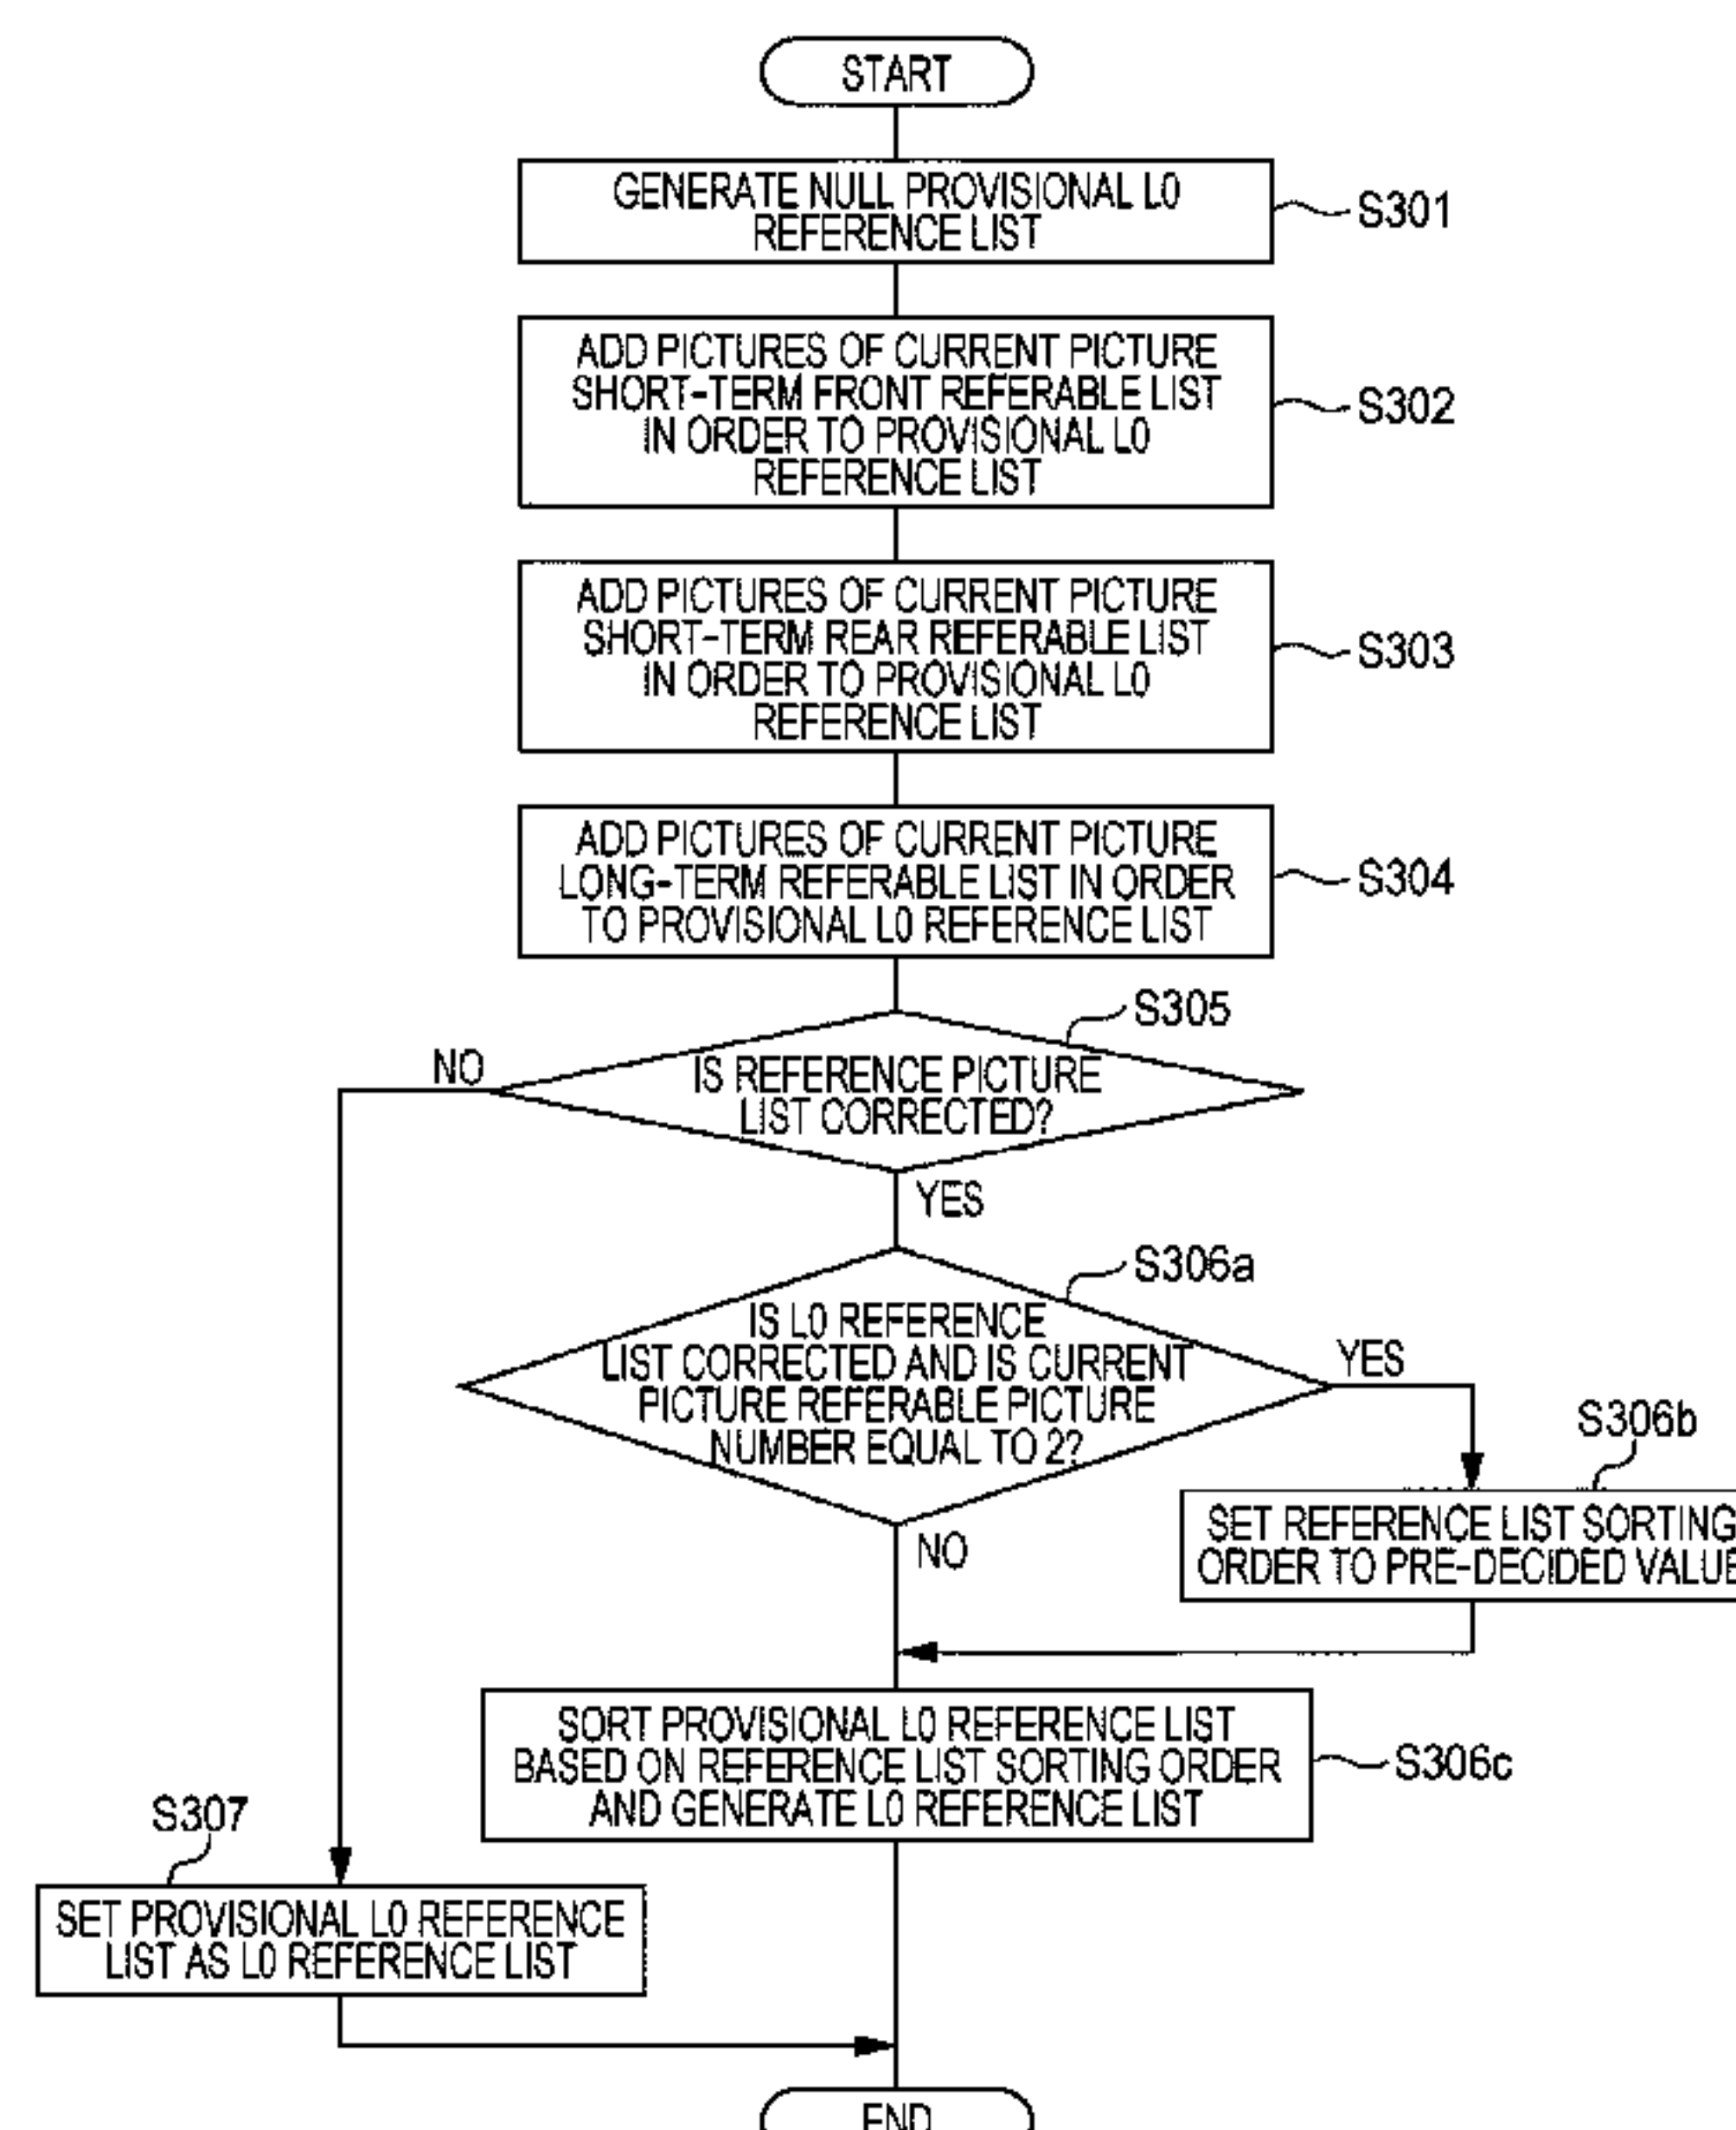 START
GENERATE NULL PROVISIONAL L0
REFERENCE LIST
S301
ADD PICTURES OF CURRENT PICTURE
SHORT-TERM FRONT REFERABLE LIST
IN ORDER TO PROVISIONAL L0
REFERENCE LIST
S302
ADD PICTURES OF CURRENT PICTURE
SHORT-TERM REAR REFERABLE LIST
IN ORDER TO PROVISIONAL L0
REFERENCE LIST
S303
ADD PICTURES OF CURRENT PICTURE
LONG-TERM REFERABLE LIST IN ORDER
TO PROVISIONAL L0 REFERENCE LIST
S304
S305
NO
IS REFERENCE PICTURE
LIST CORRECTED?
YES
S306a
IS L0 REFERENCE
LIST CORRECTED AND IS CURRENT
PICTURE REFERABLE PICTURE
NUMBER EQUAL TO 2?
YES
S306b
SET REFERENCE LIST SORTING
ORDER TO PRE-DECIDED VALUE
NO
SORT PROVISIONAL L0 REFERENCE LIST
BASED ON REFERENCE LIST SORTING ORDER
AND GENERATE L0 REFERENCE LIST
S306c
S307
SET PROVISIONAL L0 REFERENCE
LIST AS L0 REFERENCE LIST
END